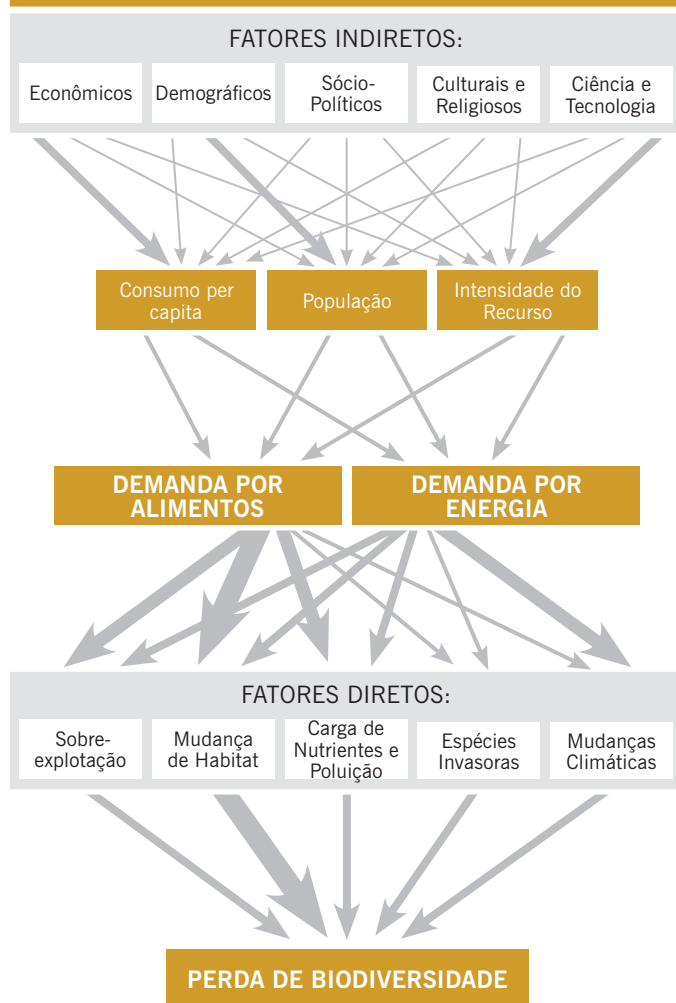 FATORES INDIRETOS:
Econômicos
Demográficos
Sócio-
Políticos
Culturais e
Religiosos
Ciência e
Tecnologia
Consumo per
capita
População
Intensidade do
Recurso
DEMANDA POR
ALIMENTOS
DEMANDA POR
ENERGIA
FATORES DIRETOS:
Sobre-
explotação
Mudança
de Habitat
Carga de
Nutrientes e
Poluição
Espécies
Invasoras
Mudanças
Climáticas
PERDA DE BIODIVERSIDADE